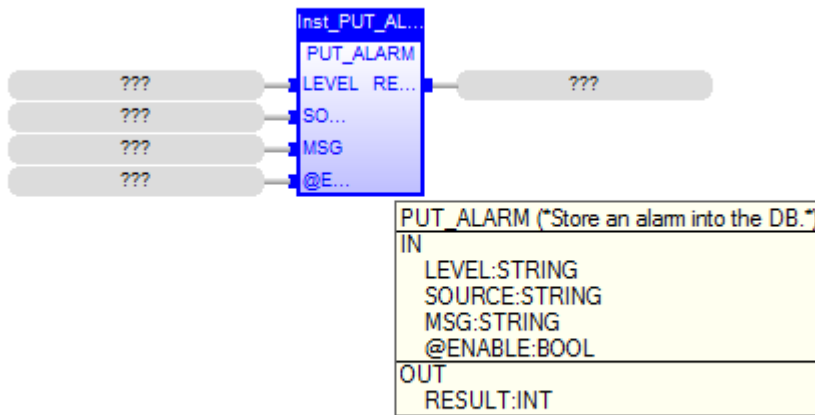 Inst_PUT_AL...
PUT_ALARM
??? LEVEL RE... ???
??? SO...
??? MSG
??? @E...
PUT_ALARM (*Store an alarm into the DB.*)
IN
LEVEL:STRING
SOURCE:STRING
MSG:STRING
@ENABLE:BOOL
OUT
RESULT:INT